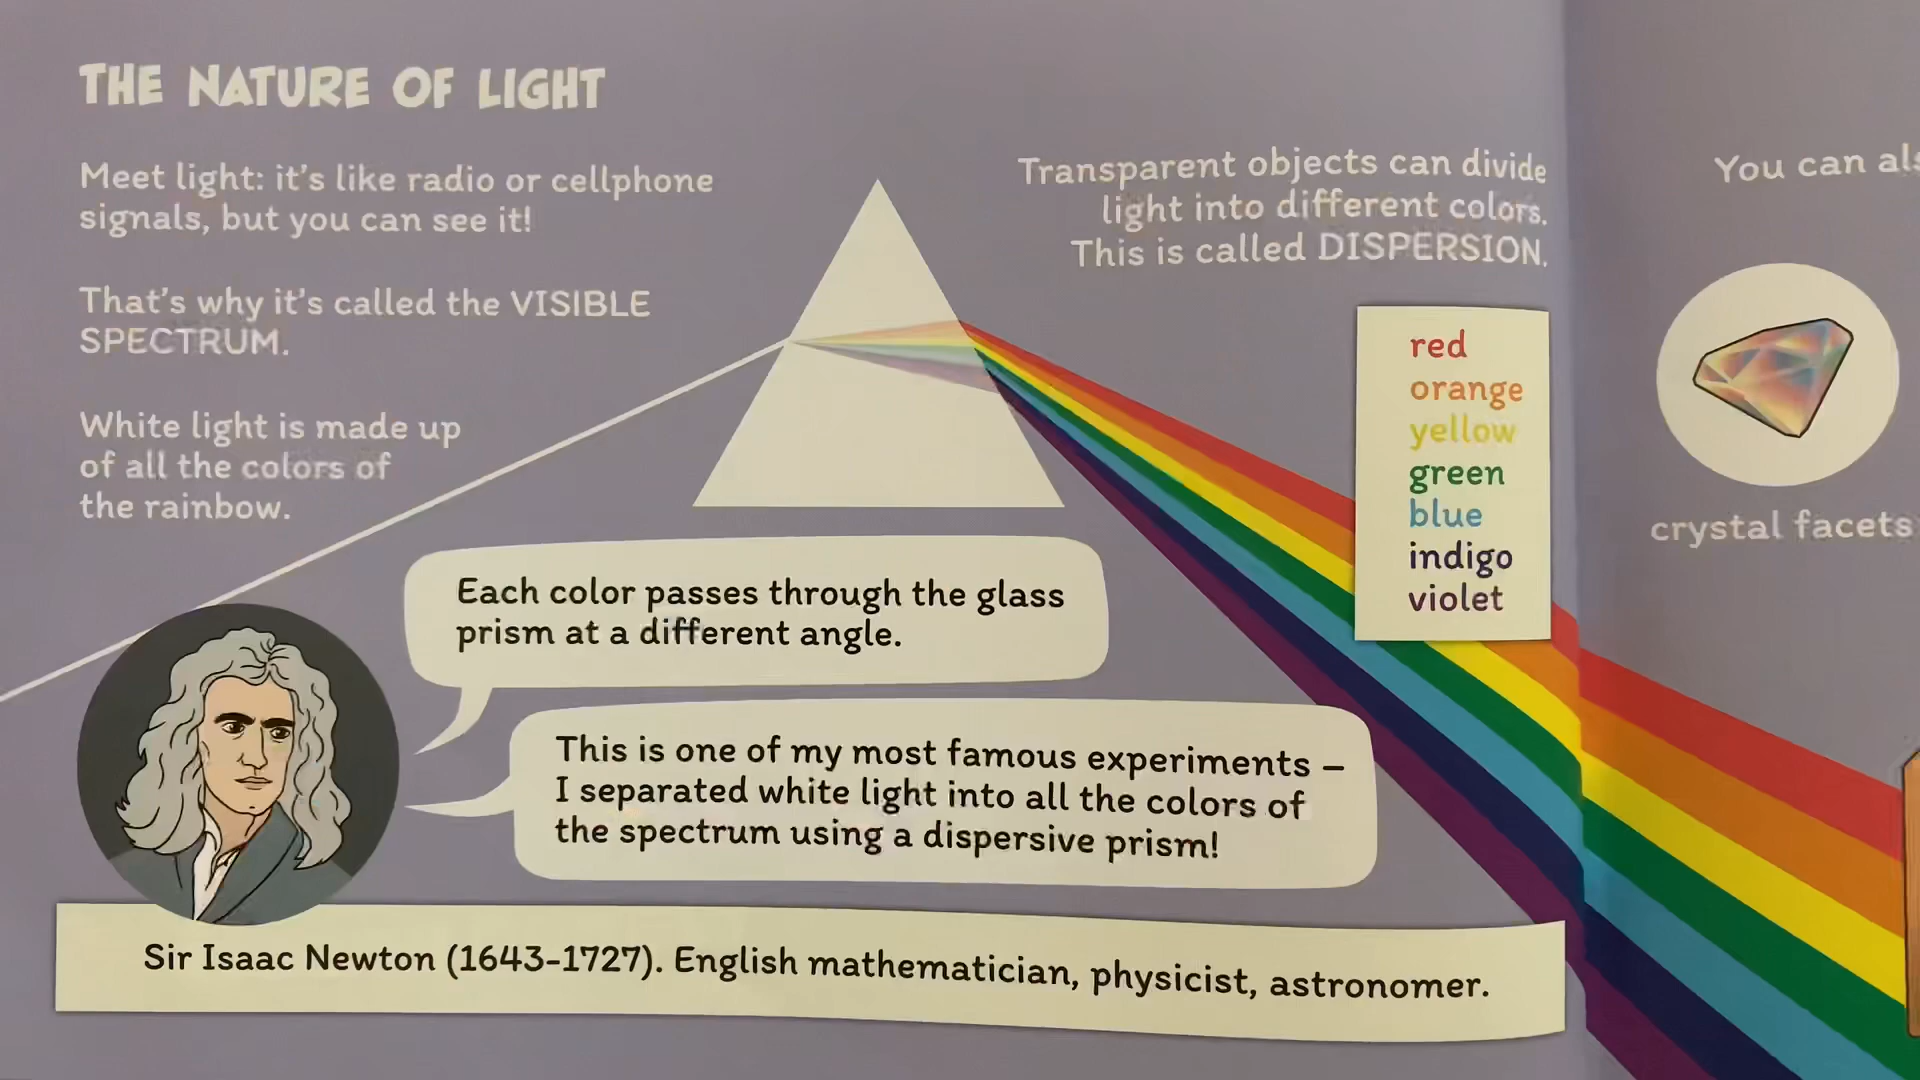 THE NATURE OF LIGHT
Meet light: it's like radio or cellphone
signals, but you can see it!
That's why it's called the VISIBLE
SPECTRUM.
White light is made up
of all the colors of
the rainbow.
Transparent objects can divide
light into different colors.
This is called DISPERSION.
red
orange
yellow
green
blue
indigo
violet
You can
crystal facets
Each color passes through the glass
prism at a different angle.
This is one of my most famous experiments –
I separated white light into all the colors of
the spectrum using a dispersive prism!
Sir Isaac Newton (1643-1727). English mathematician, physicist, astronomer.